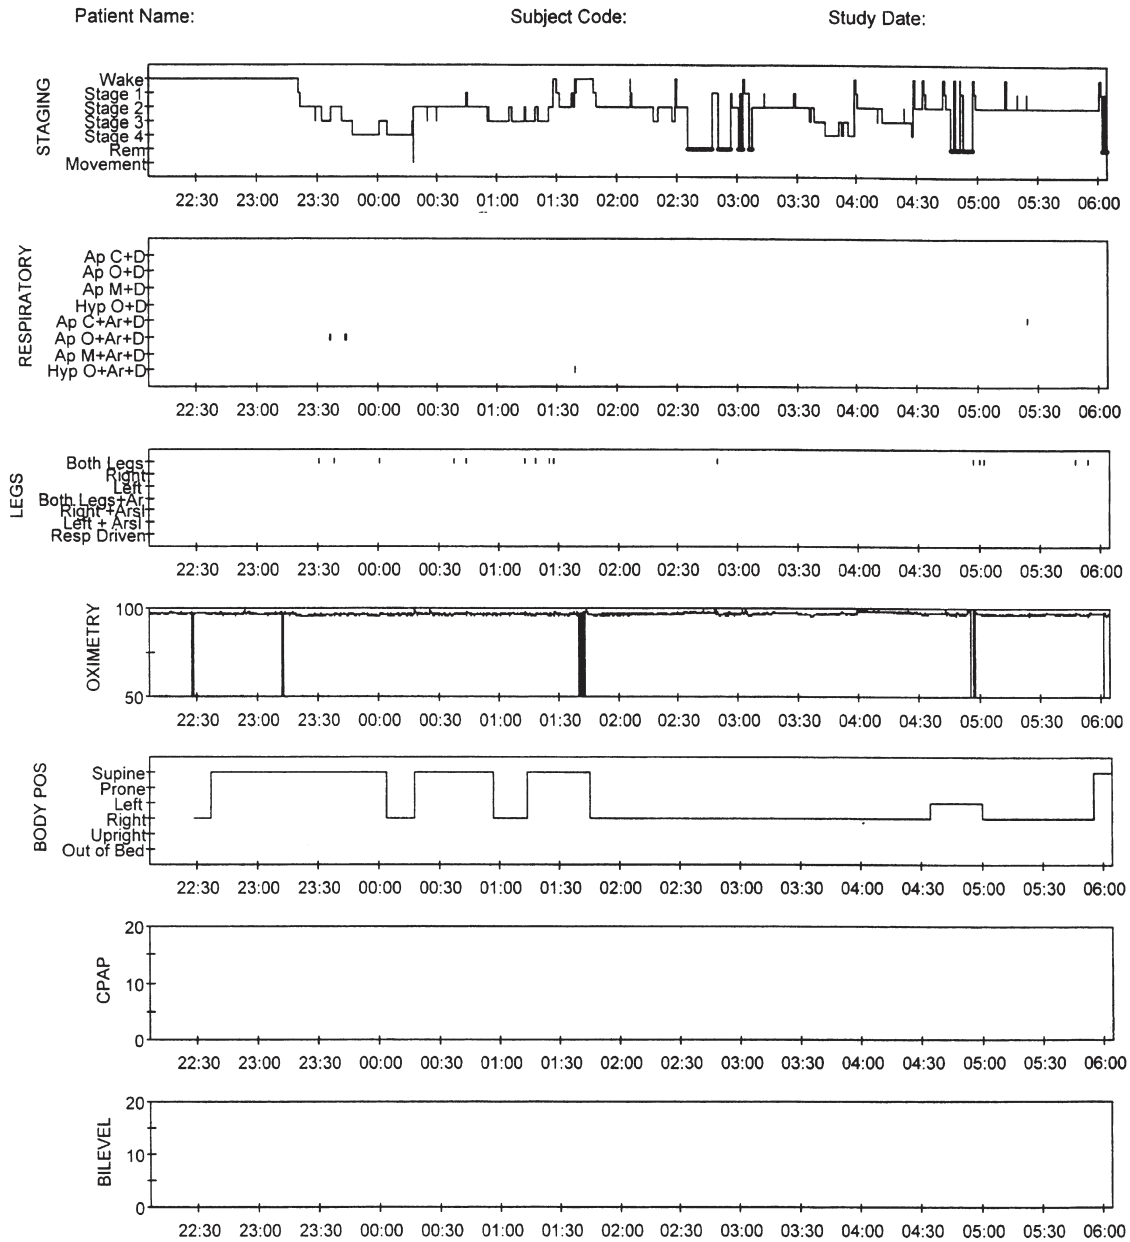 Patient Name: Subject Code: Study Date:
STAGING
Wake
Stage 1
Stage 2
Stage 3
Stage 4
Rem
Movement
22:30 23:00 23:30 00:00 00:30 01:00 01:30 02:00 02:30 03:00 03:30 04:00 04:30 05:00 05:30 06:00
RESPIRATORY
Ap C+D
Ap O+D
Ap M+D
Hyp O+D
Ap C+Ar+D
Ap O+Ar+D
Ap M+Ar+D
Hyp O+Ar+D
22:30 23:00 23:30 00:00 00:30 01:00 01:30 02:00 02:30 03:00 03:30 04:00 04:30 05:00 05:30 06:00
LEGS
Both Legs
Right
Left
Both Legs+Ar
Right +Arsl
Left + Arsl
Resp Driven
22:30 23:00 23:30 00:00 00:30 01:00 01:30 02:00 02:30 03:00 03:30 04:00 04:30 05:00 05:30 06:00
OXIMETRY
100
50
22:30 23:00 23:30 00:00 00:30 01:00 01:30 02:00 02:30 03:00 03:30 04:00 04:30 05:00 05:30 06:00
BODY POS
Supine
Prone
Left
Right
Upright
Out of Bed
22:30 23:00 23:30 00:00 00:30 01:00 01:30 02:00 02:30 03:00 03:30 04:00 04:30 05:00 05:30 06:00
CPAP
20
10
0
22:30 23:00 23:30 00:00 00:30 01:00 01:30 02:00 02:30 03:00 03:30 04:00 04:30 05:00 05:30 06:00
BILEVEL
20
10
0
22:30 23:00 23:30 00:00 00:30 01:00 01:30 02:00 02:30 03:00 03:30 04:00 04:30 05:00 05:30 06:00